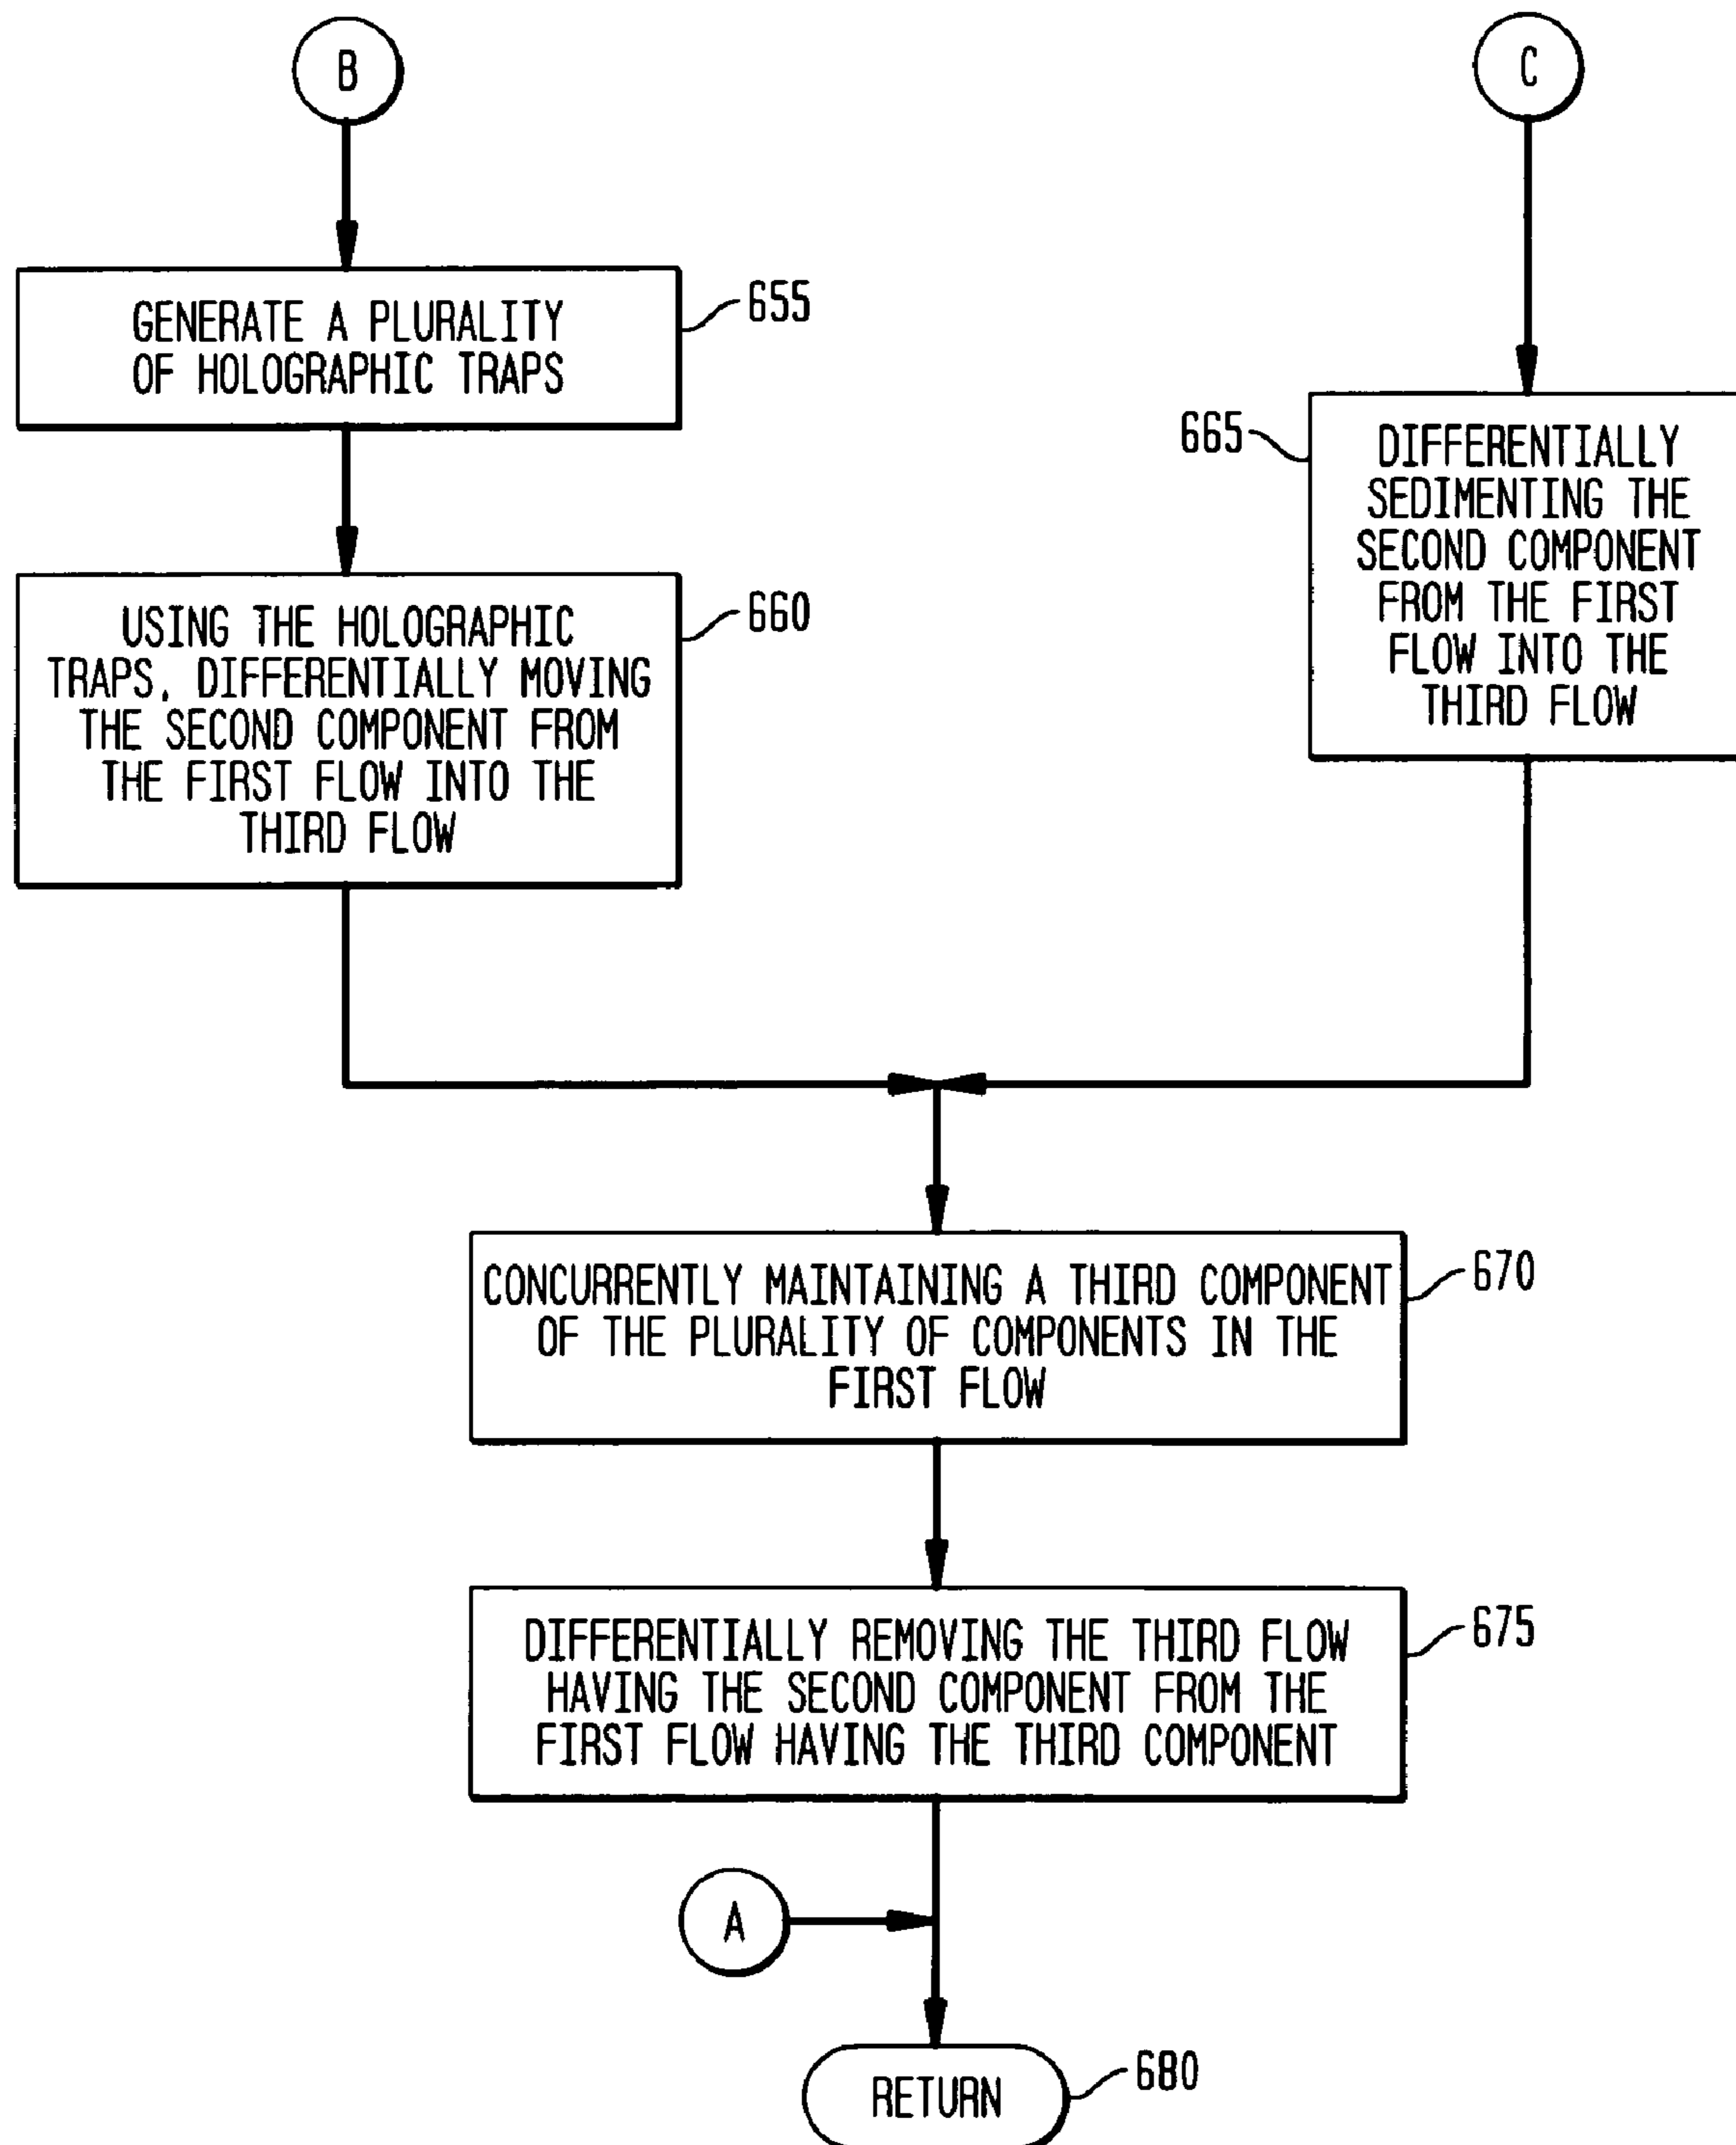 B
C
GENERATE A PLURALITY
OF HOLOGRAPHIC TRAPS
655
665
DIFFERENTIALLY
SEDIMENTING THE
SECOND COMPONENT
FROM THE FIRST
FLOW INTO THE
THIRD FLOW
USING THE HOLOGRAPHIC
TRAPS, DIFFERENTIALLY MOVING
THE SECOND COMPONENT FROM
THE FIRST FLOW INTO THE
THIRD FLOW
660
CONCURRENTLY MAINTAINING A THIRD COMPONENT
OF THE PLURALITY OF COMPONENTS IN THE
FIRST FLOW
670
DIFFERENTIALLY REMOVING THE THIRD FLOW
HAVING THE SECOND COMPONENT FROM THE
FIRST FLOW HAVING THE THIRD COMPONENT
675
A
RETURN
680